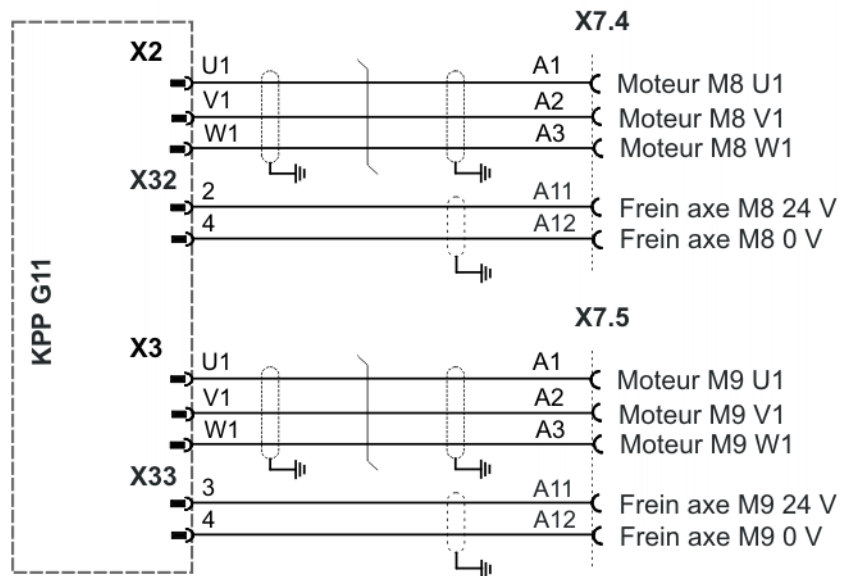 X7.4
X2
U1 A1 Moteur M8 U1
V1 A2 Moteur M8 V1
W1 A3 Moteur M8 W1
X32
2 A11 Frein axe M8 24 V
4 A12 Frein axe M8 0 V
KPP G11
X7.5
X3
U1 A1 Moteur M9 U1
V1 A2 Moteur M9 V1
W1 A3 Moteur M9 W1
X33
3 A11 Frein axe M9 24 V
4 A12 Frein axe M9 0 V